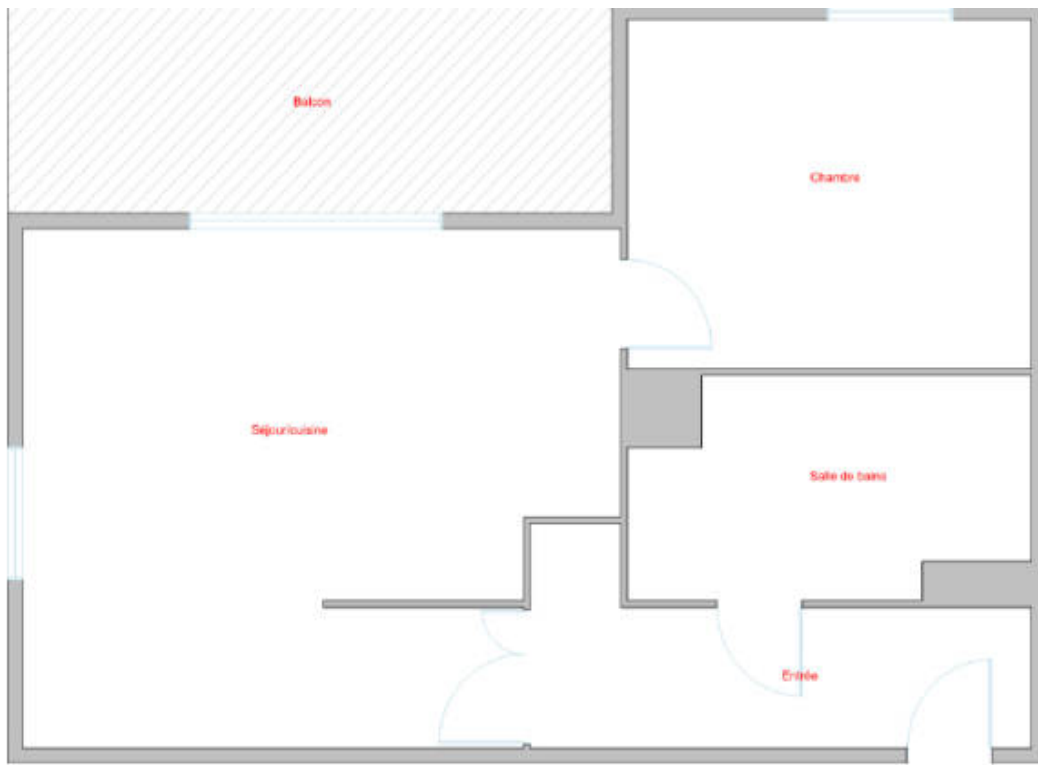 Balcon
Chambre
Séjour/cuisine
Salle de bains
Entrée